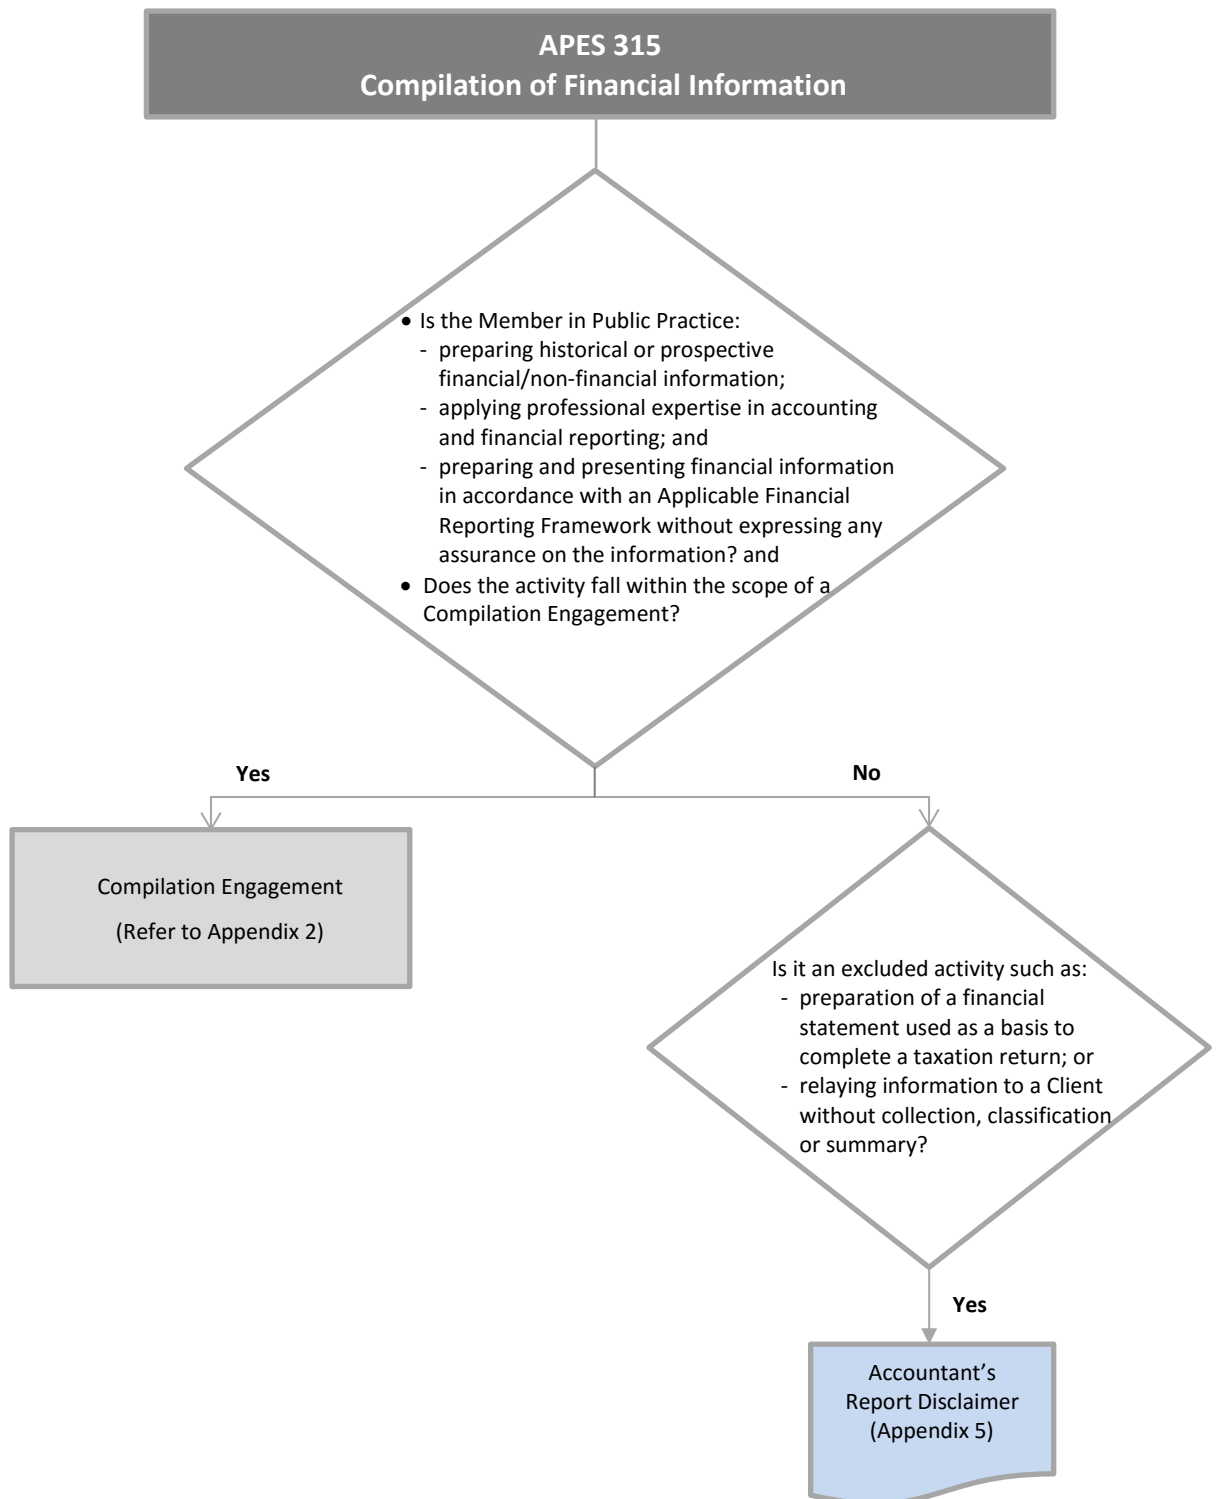 APES 315
Compilation of Financial Information
• Is the Member in Public Practice:
- preparing historical or prospective
financial/non-financial information;
- applying professional expertise in accounting
and financial reporting; and
- preparing and presenting financial information
in accordance with an Applicable Financial
Reporting Framework without expressing any
assurance on the information? and
• Does the activity fall within the scope of a
Compilation Engagement?
Yes
No
Compilation Engagement
(Refer to Appendix 2)
Is it an excluded activity such as:
- preparation of a financial
statement used as a basis to
complete a taxation return; or
- relaying information to a Client
without collection, classification
or summary?
Yes
Accountant’s
Report Disclaimer
(Appendix 5)